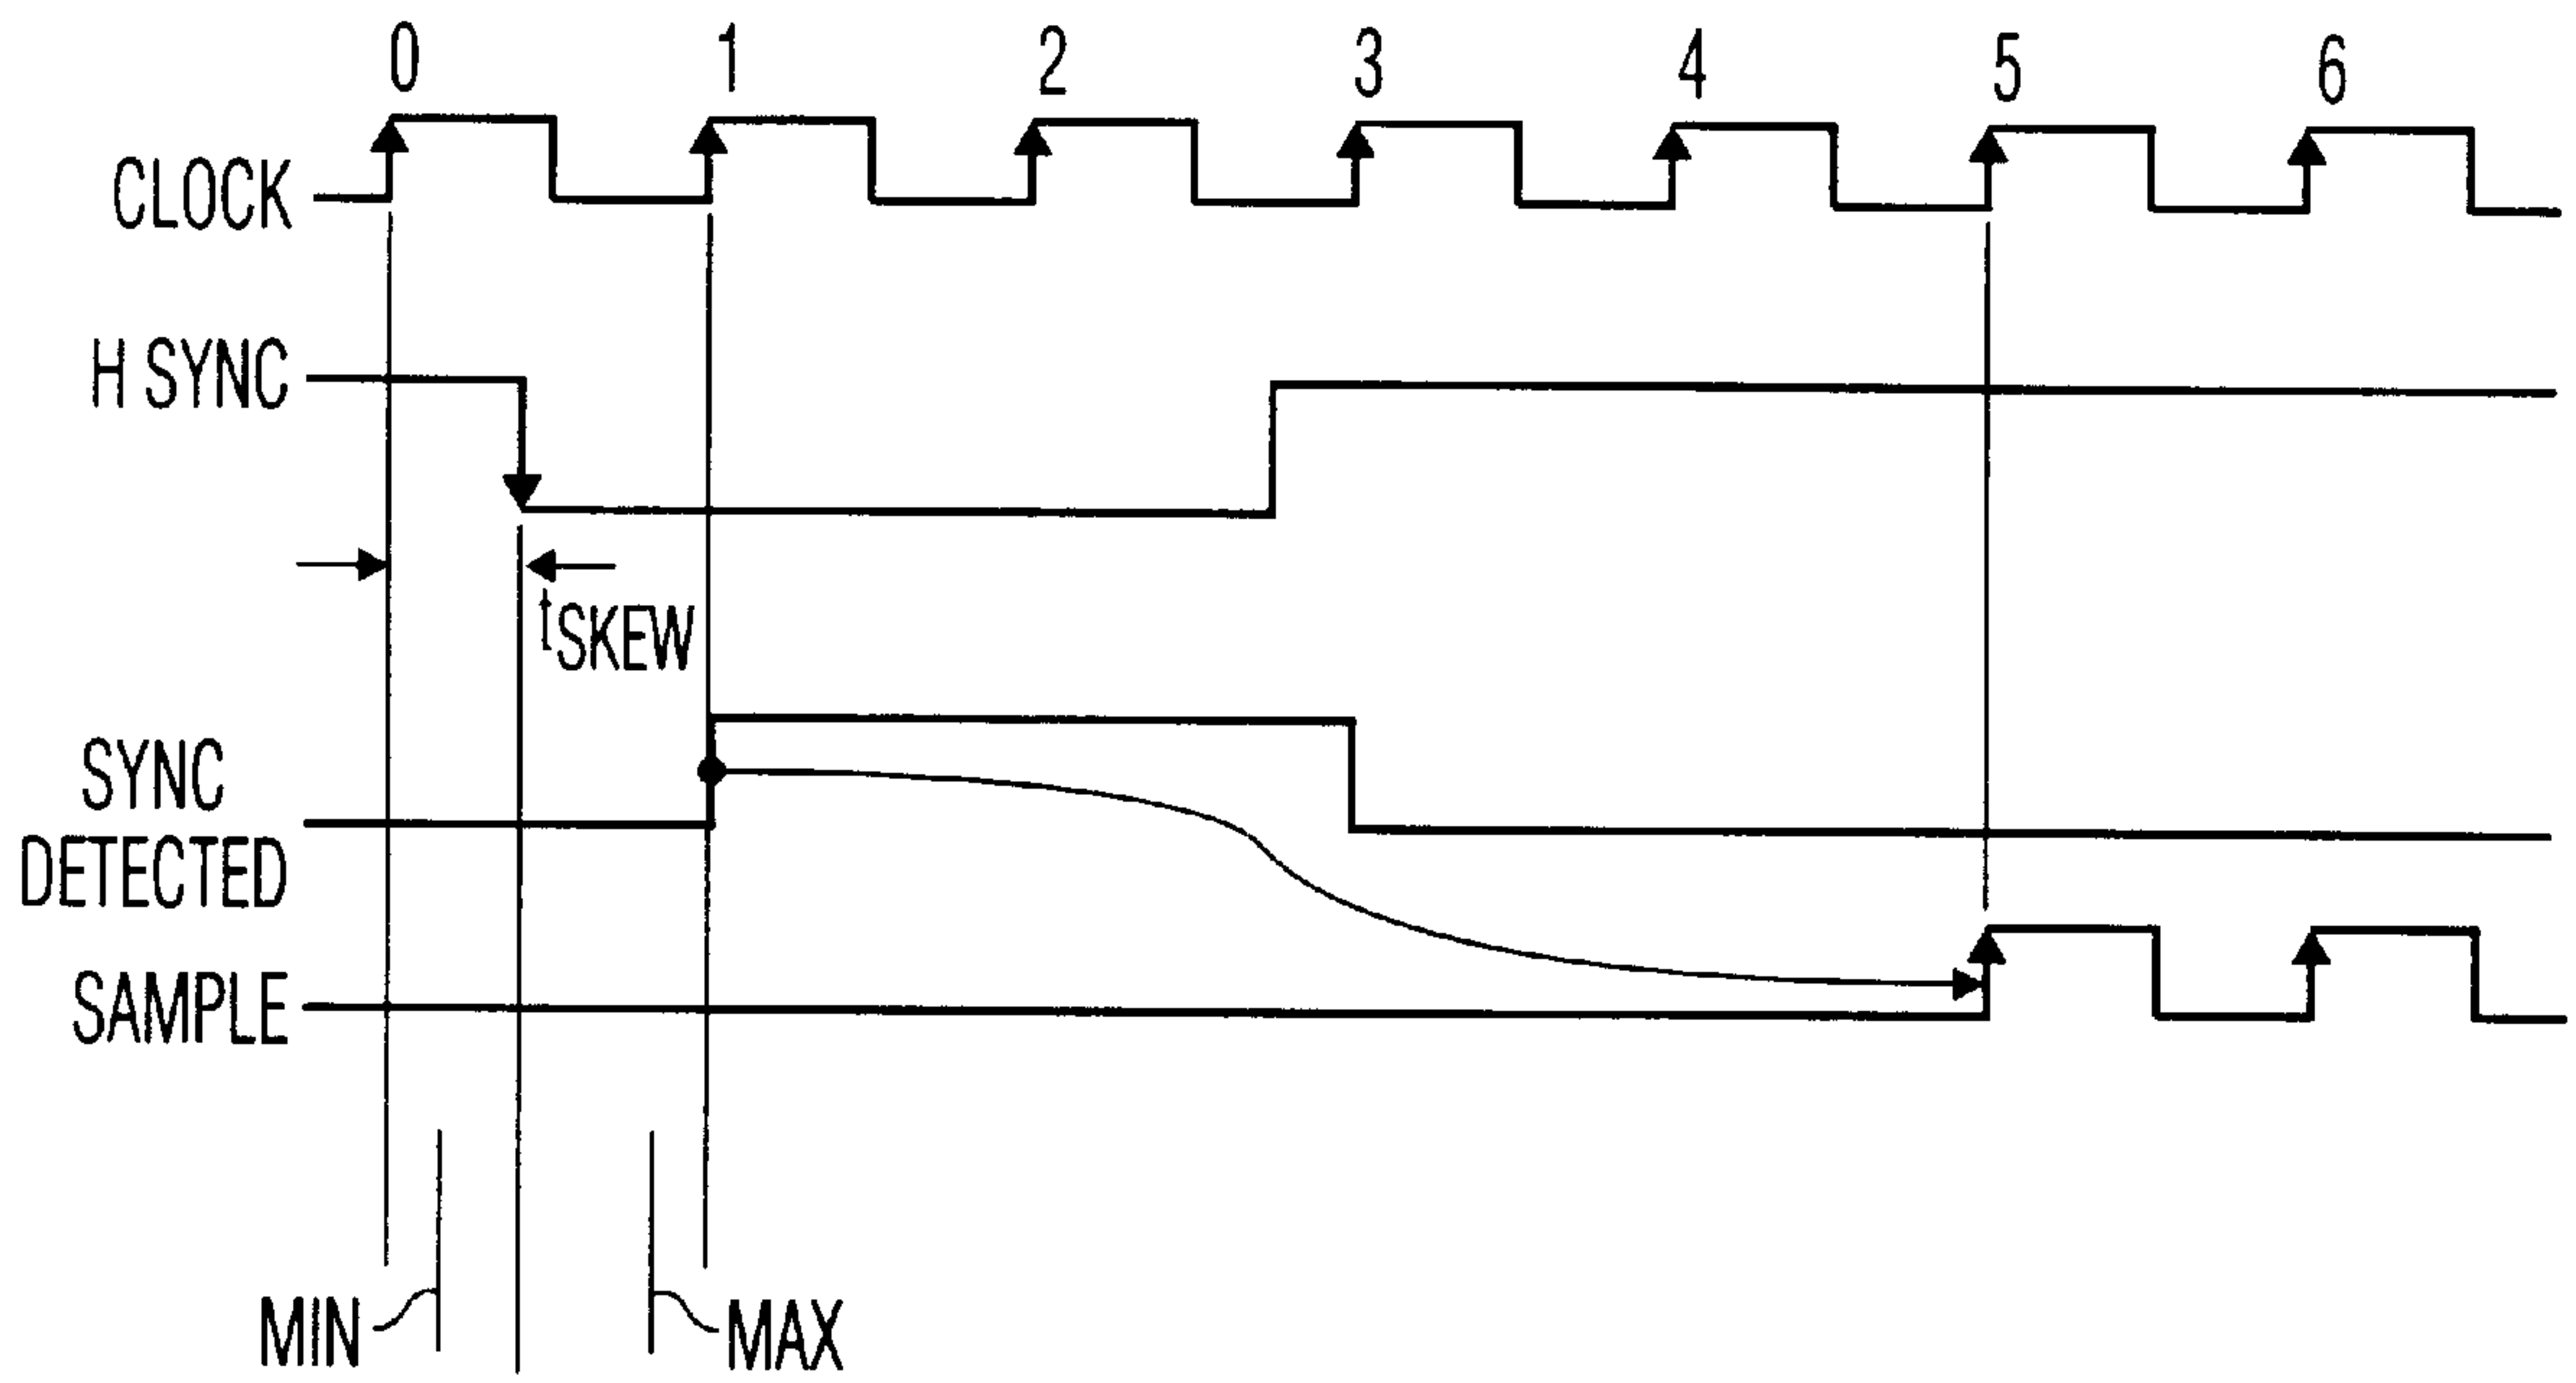 0 1 2 3 4 5 6
CLOCK
H SYNC
tSKEW
SYNC
DETECTED
SAMPLE
MIN MAX